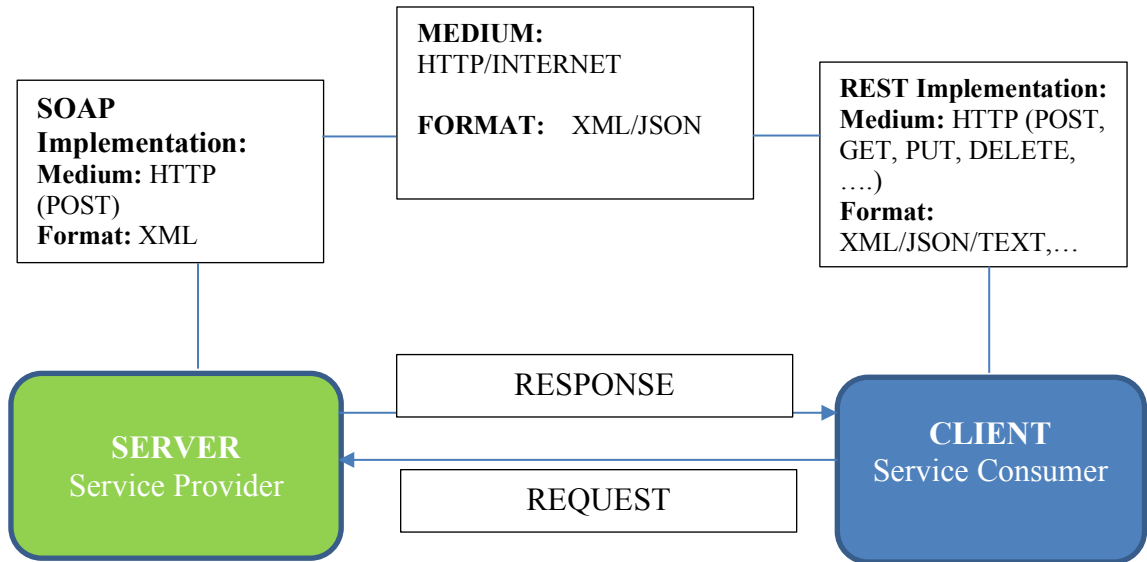 MEDIUM:
HTTP/INTERNET
FORMAT: XML/JSON
SOAP
Implementation:
Medium: HTTP
(POST)
Format: XML
REST Implementation:
Medium: HTTP (POST,
GET, PUT, DELETE,
….)
Format:
XML/JSON/TEXT,…
RESPONSE
SERVER
Service Provider
CLIENT
Service Consumer
REQUEST